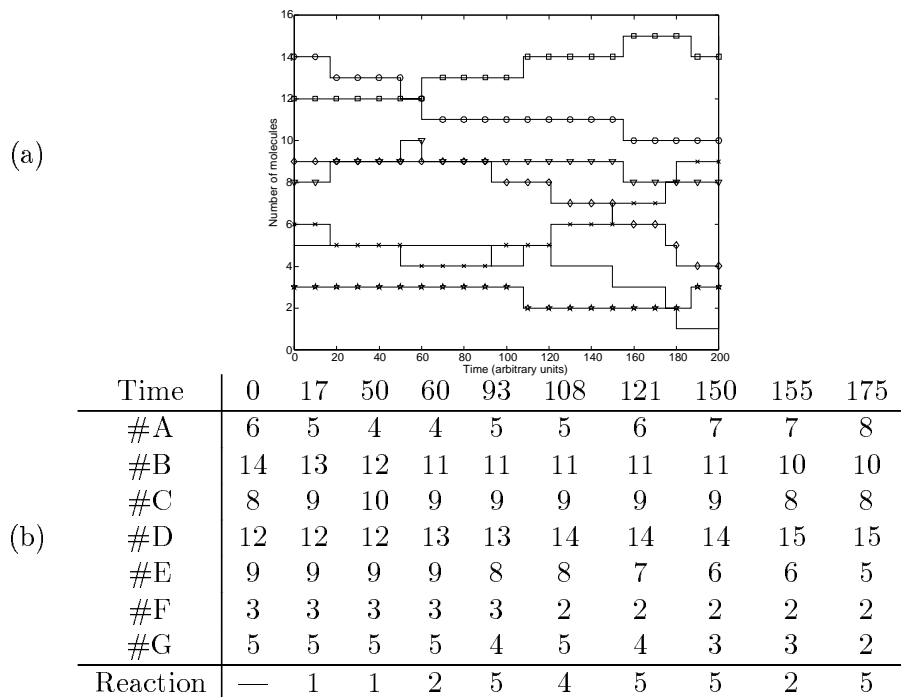 (a)
16
14
12
10
8
6
4
2
0
Number of molecules
0 20 40 60 80 100 120 140 160 180 200
Time (arbitrary units)
(b)
Time 0 17 50 60 93 108 121 150 155 175
#A 6 5 4 4 5 5 6 7 7 8
#B 14 13 12 11 11 11 11 11 10 10
#C 8 9 10 9 9 9 9 9 8 8
#D 12 12 12 13 13 14 14 14 15 15
#E 9 9 9 9 8 8 7 6 6 5
#F 3 3 3 3 3 2 2 2 2 2
#G 5 5 5 5 4 5 4 3 3 2
Reaction — 1 1 2 5 4 5 5 2 5